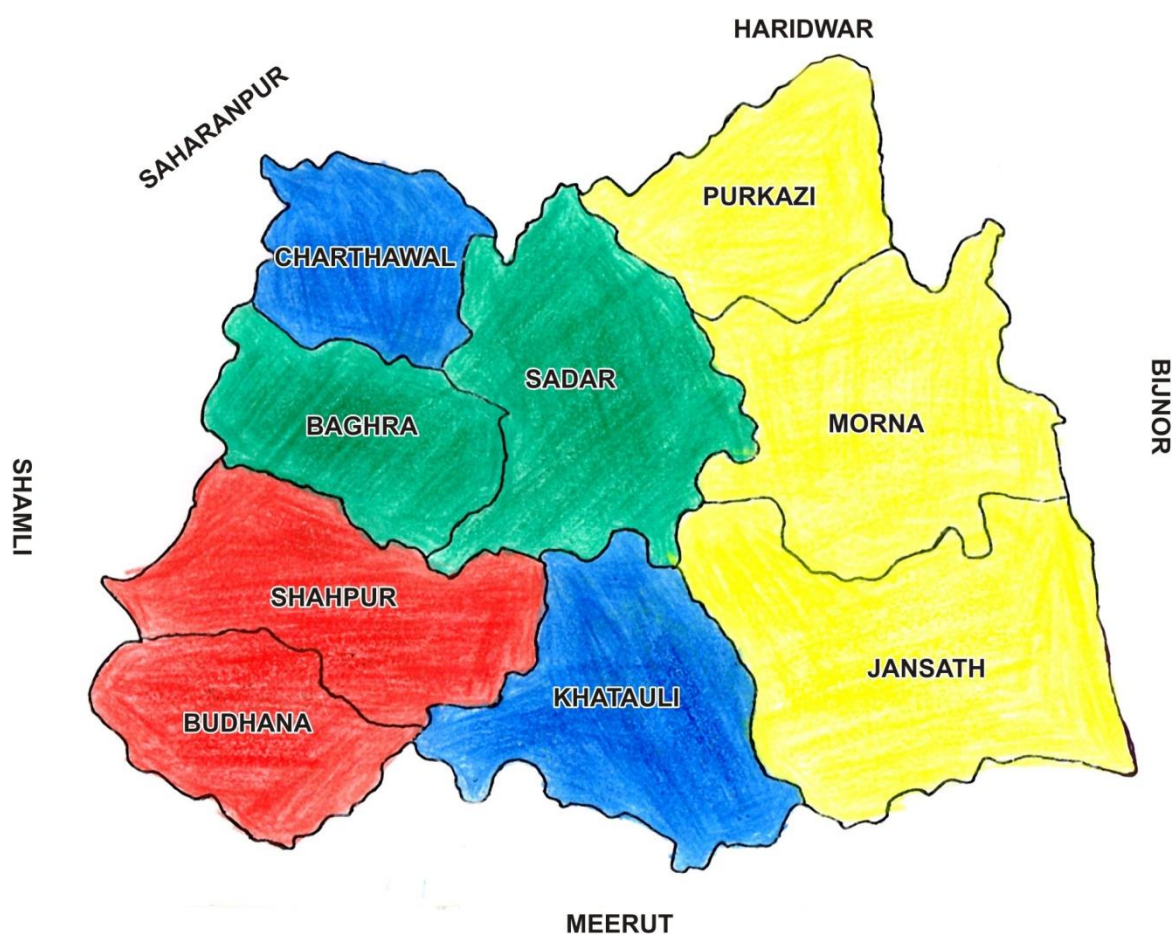 HARIDWAR
SAHARANPUR
PURKAZI
CHARTHAWAL
SADAR
BAGHRA
MORNA
BIJNOR
SHAMLI
SHAHPUR
JANSATH
KHATAULI
BUDHANA
MEERUT